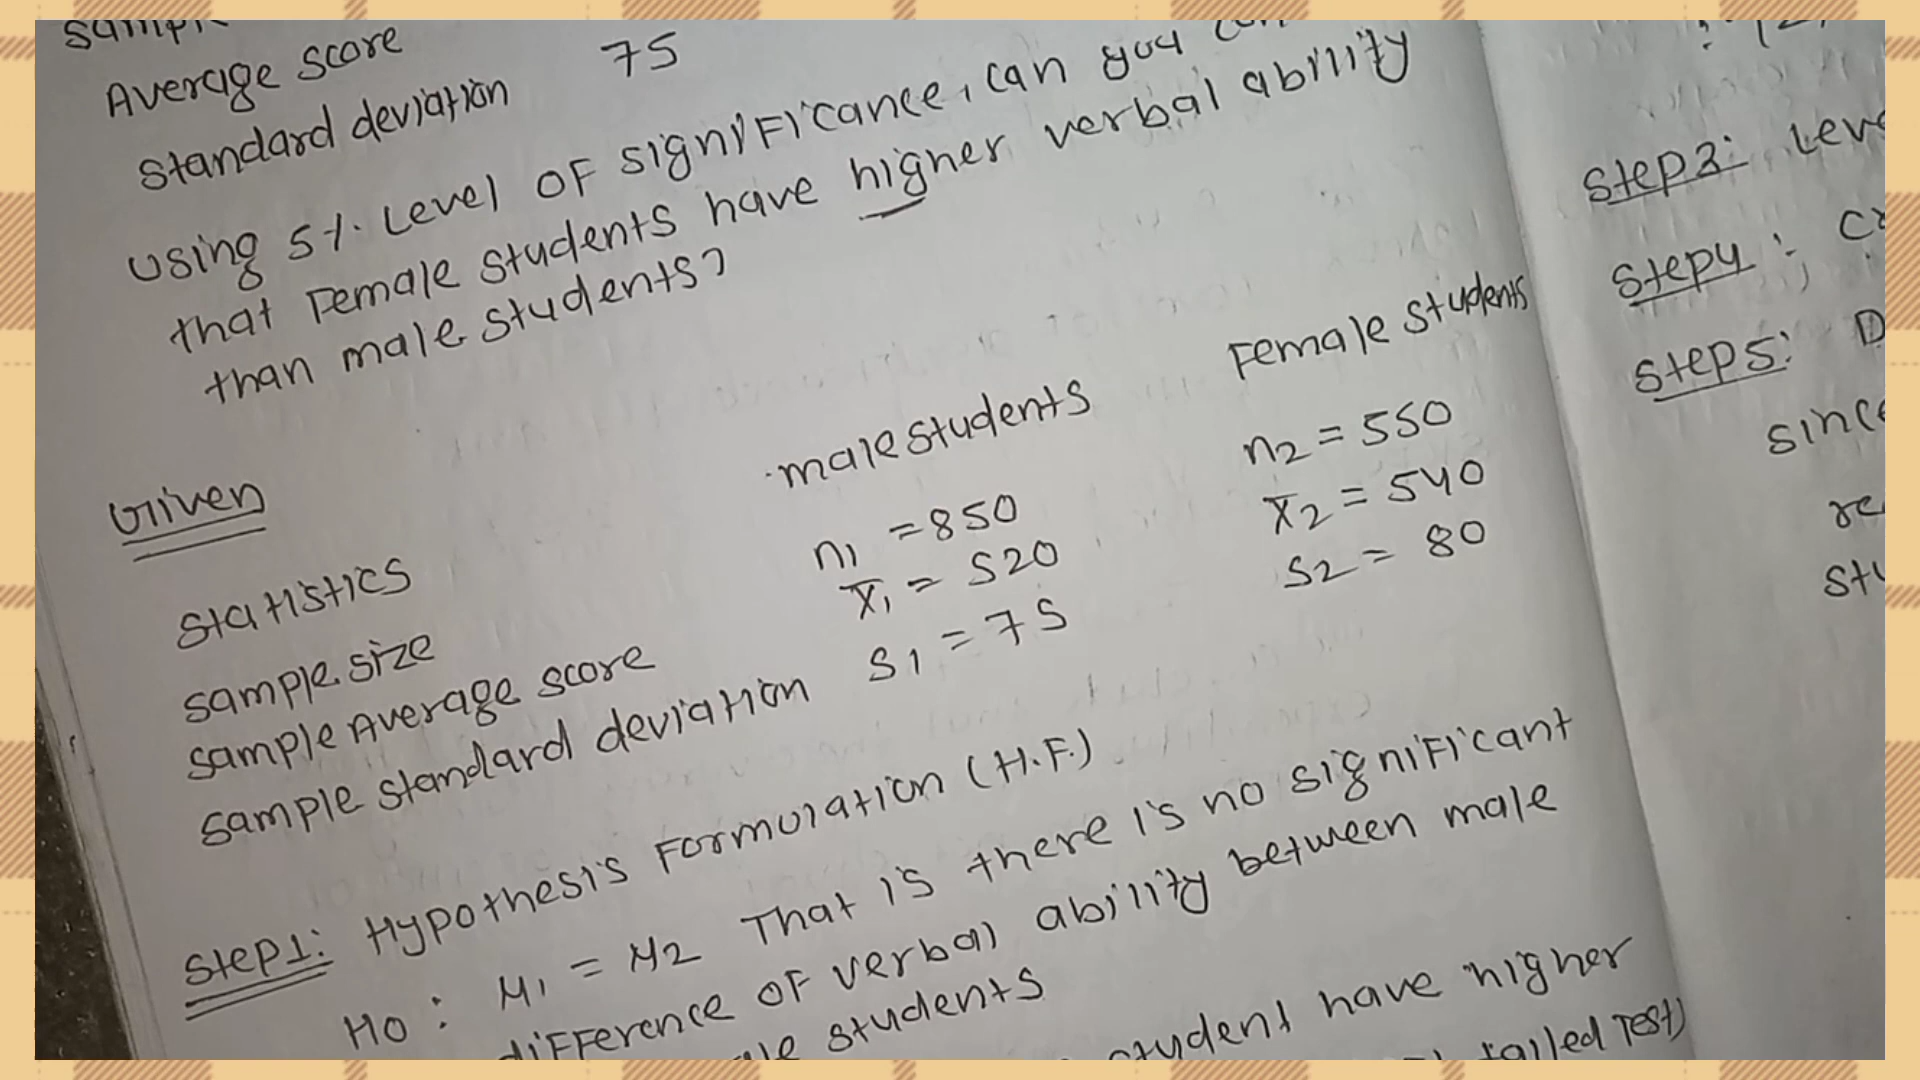 Average score
standard deviation 75
using 5%. Level OF significance, can you
that Female students have higher verbal ability
than male students?
Given
male students Female students
statistics
sample size n1 = 850 n2 = 550
sample Average score x̄1 = 520 x̄2 = 540
sample standard deviation s1 = 75 s2 = 80
Step1: Hypothesis Formulation (H.F.)
H0 : μ1 = μ2 That is there is no significant
difference OF verbal ability between male
students
student have higher
tailed Test)
Step3:
Step4:
Step5: